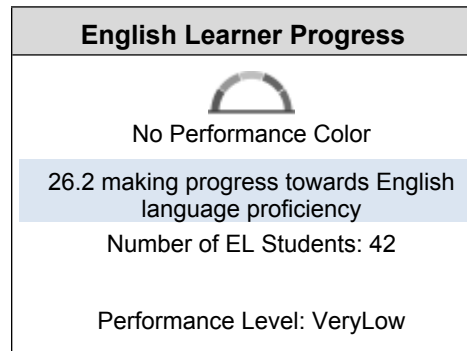 English Learner Progress
No Performance Color
26.2 making progress towards English
language proficiency
Number of EL Students: 42
Performance Level: VeryLow